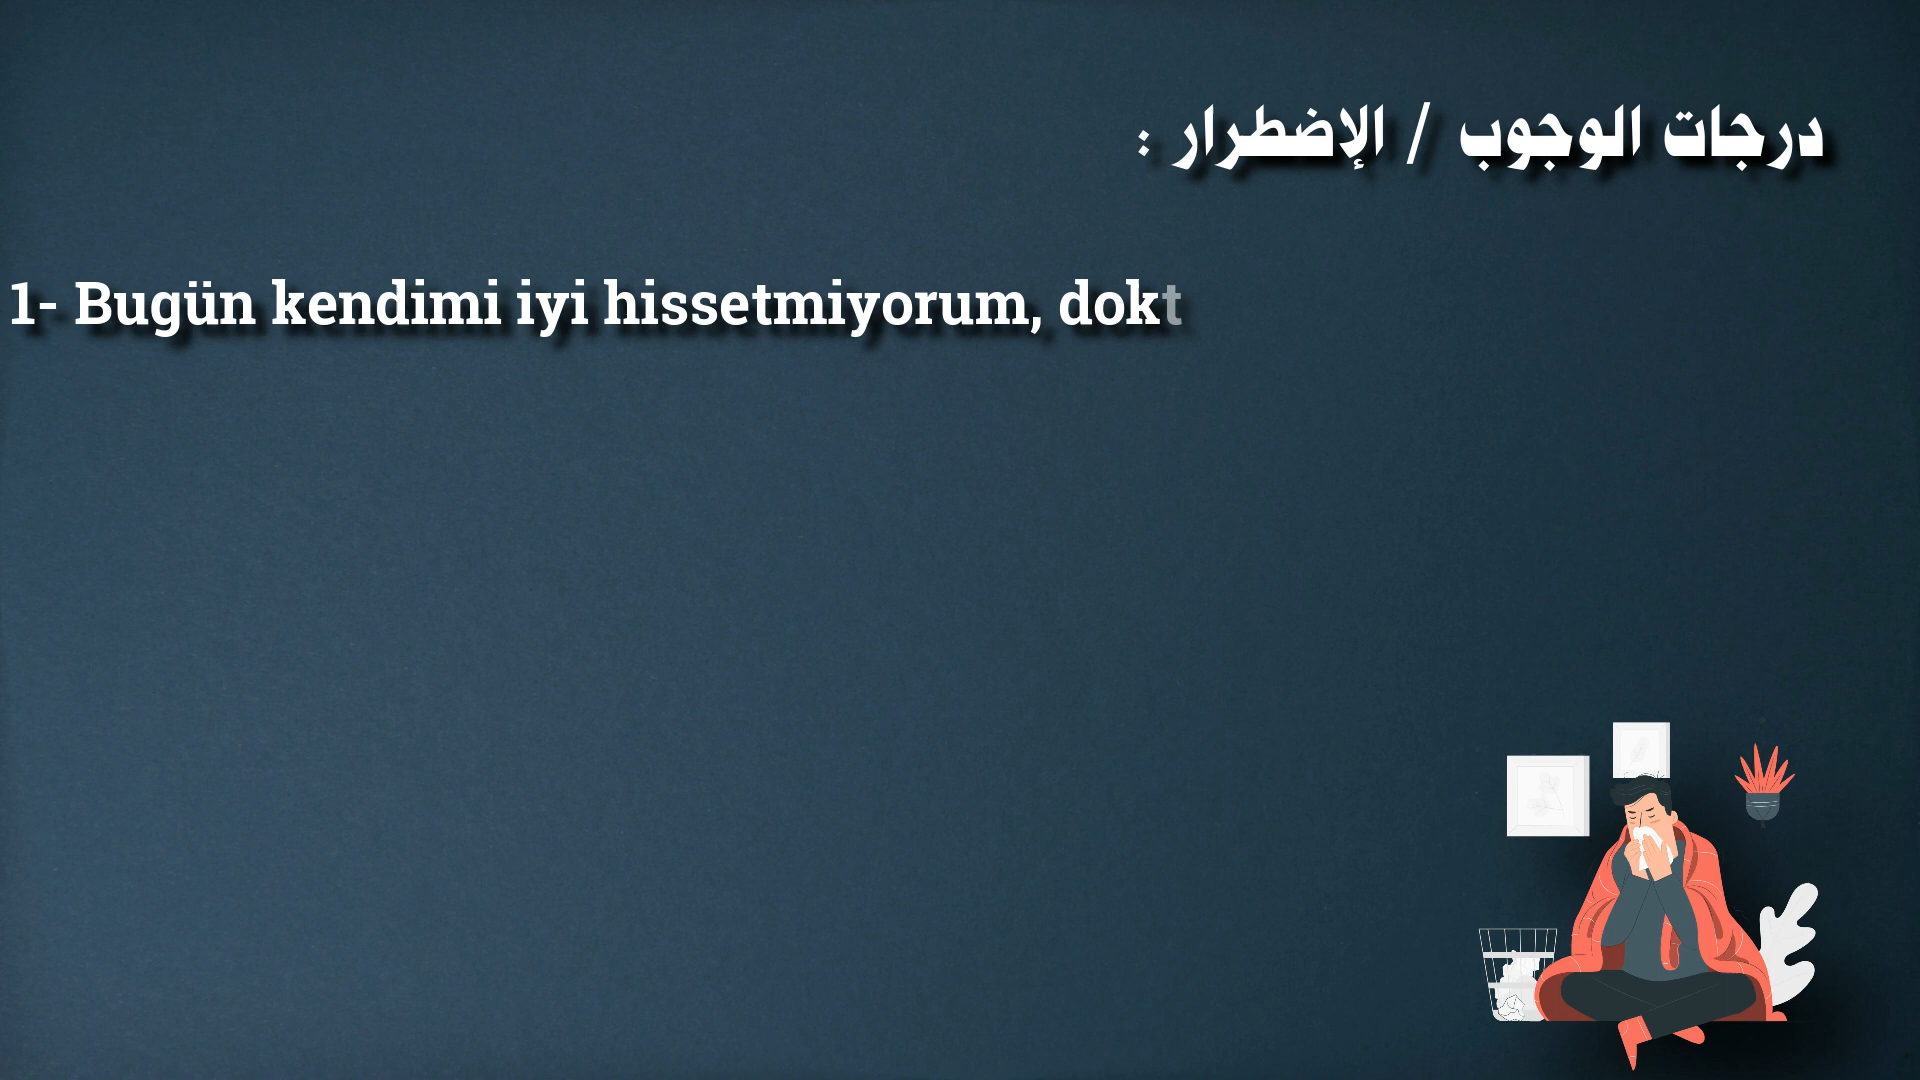 درجات الوجوب / الإضطرار :
1- Bugün kendimi iyi hissetmiyorum, dokt